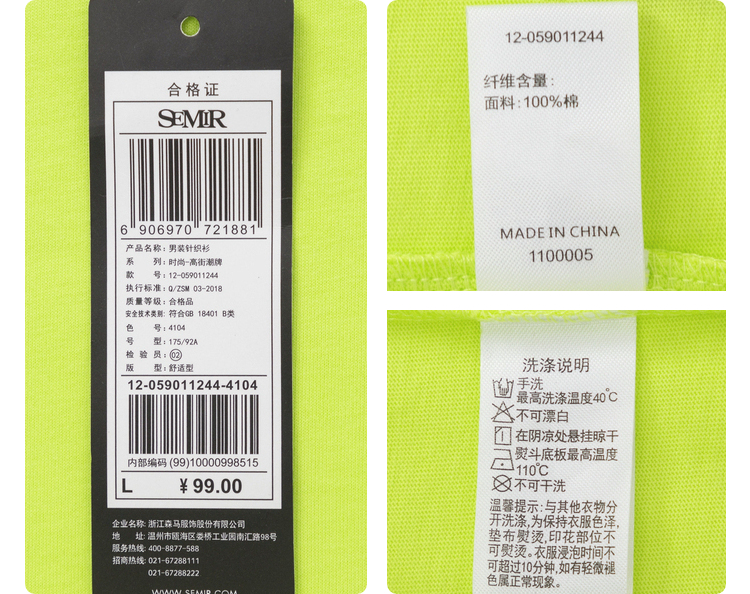 合格证
SEMIR
6 906970 721881
产品名称: 男装针织衫
系 列: 时尚-高街潮牌
款 号: 12-059011244
执行标准: Q/ZSM 03-2018
质量等级: 合格品
安全技术类别: 符合GB 18401 B类
色 号: 4104
号 型: 175/92A
检 验 员: 02
版 型: 舒适型
12-059011244-4104
内部编码 (99)10000998515
L ¥99.00
企业名称: 浙江森马服饰股份有限公司
地 址: 温州市瓯海区娄桥工业园南汇路98号
服务热线: 400-8877-588
招商热线: 021-67287111
021-67288222
WWW.SEMIR.COM
12-059011244
纤维含量:
面料: 100%棉
MADE IN CHINA
1100005
洗涤说明
手洗
最高洗涤温度40℃
不可漂白
在阴凉处悬挂晾干
熨斗底板最高温度
110℃
不可干洗
温馨提示: 与其他衣物分
开洗涤, 为保持衣服色泽,
垫布熨烫, 印花部位不
可熨烫。衣服浸泡时间不
可超过10分钟, 如有轻微褪
色属正常现象。